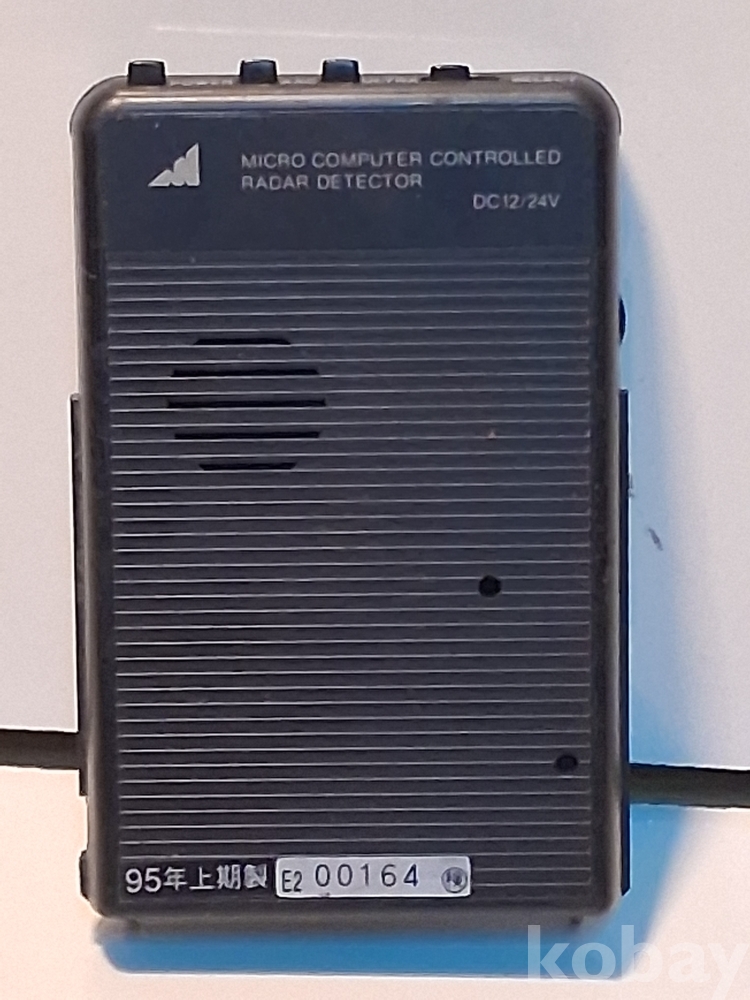 MICRO COMPUTER CONTROLLED
RADAR DETECTOR
DC12/24V
95年上期製 E2 00164
kobay